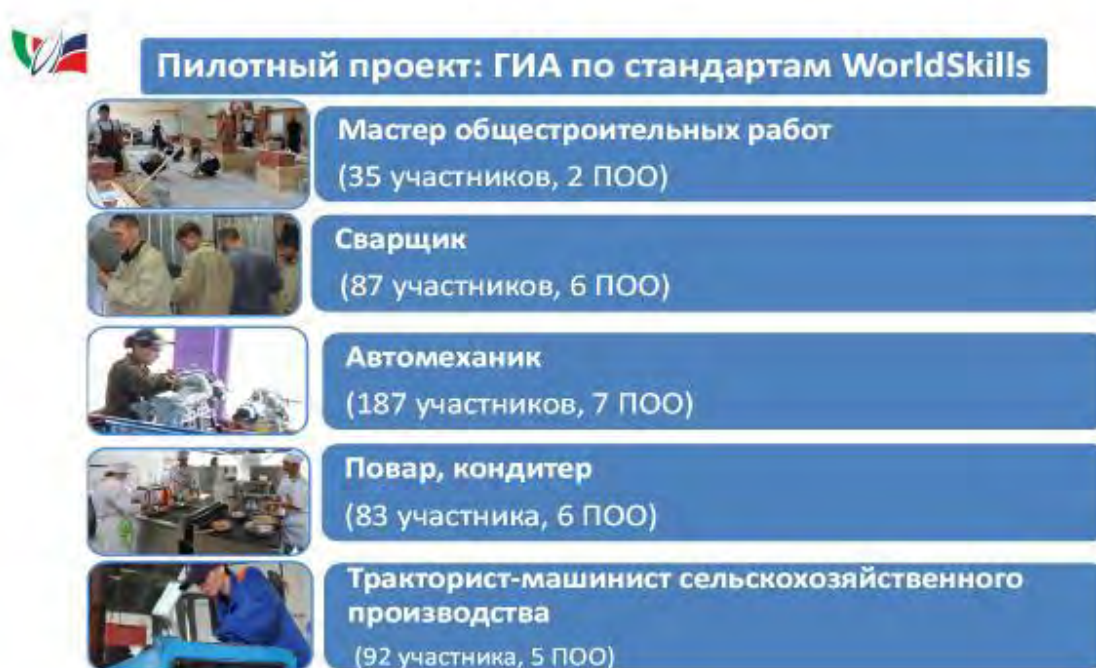 Пилотный проект: ГИА по стандартам WorldSkills
Мастер общестроительных работ
(35 участников, 2 ПОО)
Сварщик
(87 участников, 6 ПОО)
Автомеханик
(187 участников, 7 ПОО)
Повар, кондитер
(83 участника, 6 ПОО)
Тракторист-машинист сельскохозяйственного
производства
(92 участника, 5 ПОО)